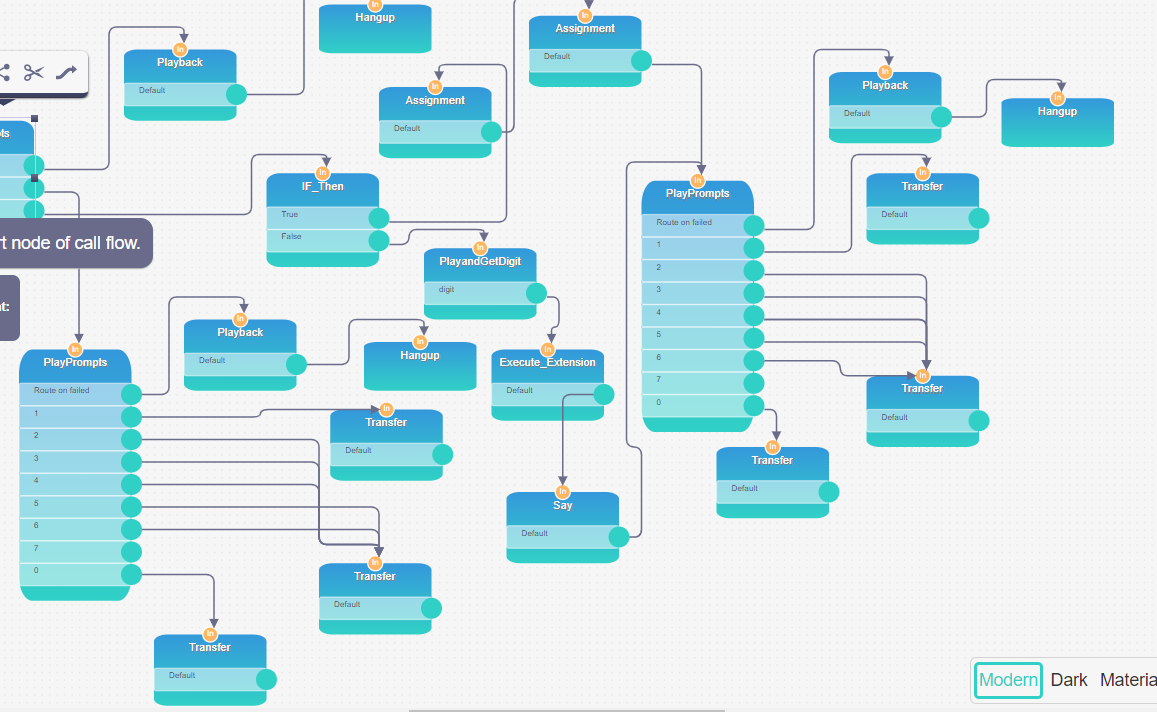 In
Hangup
In
Assignment
Default
In
Playback
Default
In
Assignment
Default
In
Playback
Default
In
Hangup
In
IF_Then
True
False
In
Transfer
Default
In
PlayPrompts
Route on failed
1
2
3
4
5
6
7
0
rt node of call flow.
In
PlayandGetDigit
digit
In
Playback
Default
In
Hangup
In
Execute_Extension
Default
In
PlayPrompts
Route on failed
1
2
3
4
5
6
7
0
In
Transfer
Default
In
Transfer
Default
In
Transfer
Default
In
Say
Default
In
Transfer
Default
In
Transfer
Default
Modern Dark Materia